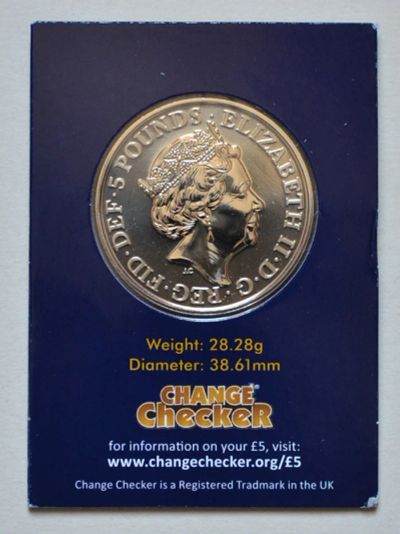 ELIZABETH II · D · G · REG · FID · DEF · 5 POUNDS ·
JC
Weight: 28.28g
Diameter: 38.61mm
CHANGE
CHecKeR
for information on your £5, visit:
www.changechecker.org/£5
Change Checker is a Registered Tradmark in the UK